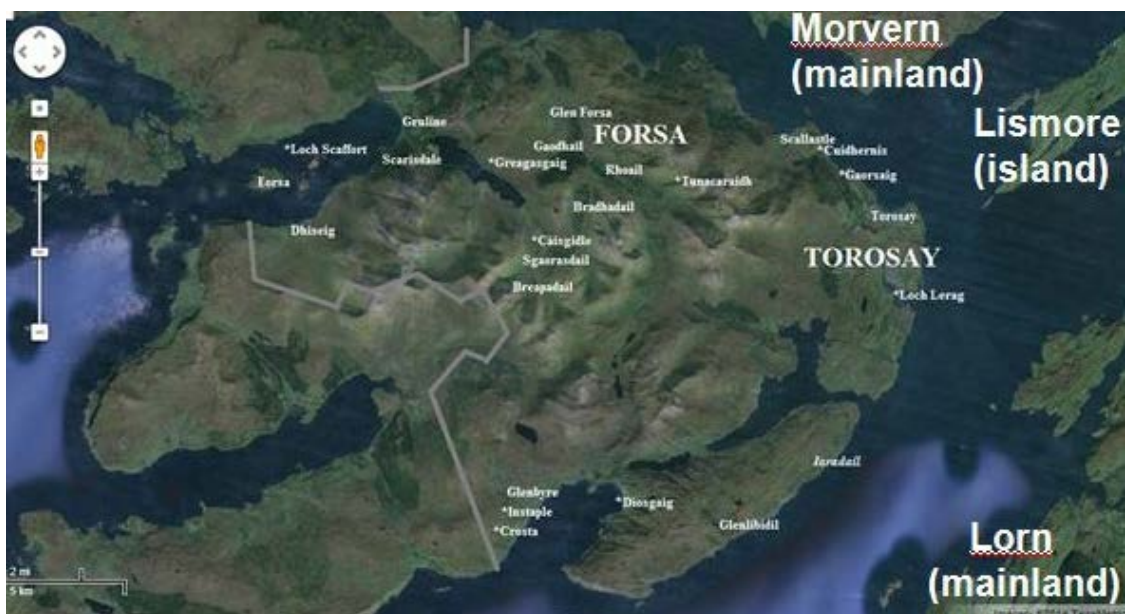 Morvern
(mainland)
Lismore
(island)
Glen Forsa
Gruline
FORSA
Scallastle
*Loch Scaffort
Gaodhail
*Cuidhernis
Scarisdale
*Greagasgaig
Rhoail
*Gaorsaig
Eorsa
*Tunacaraidh
Bradhadail
Torosay
Dhiseig
*Caisgidle
TOROSAY
Sgaorasdail
Breapadail
*Loch Lerag
Glenbyre
*Diosgaig
*Instaple
Glenlibidil
*Crosta
Lorn
(mainland)
2 mi
5 km